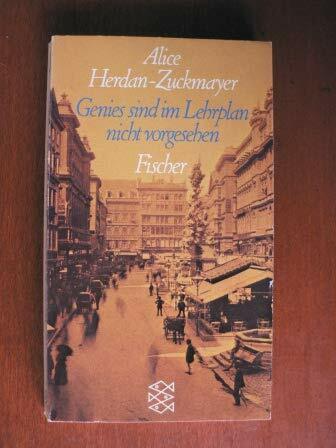 Alice
Herdan-Zuckmayer
Genies sind im Lehrplan
nicht vorgesehen
Fischer